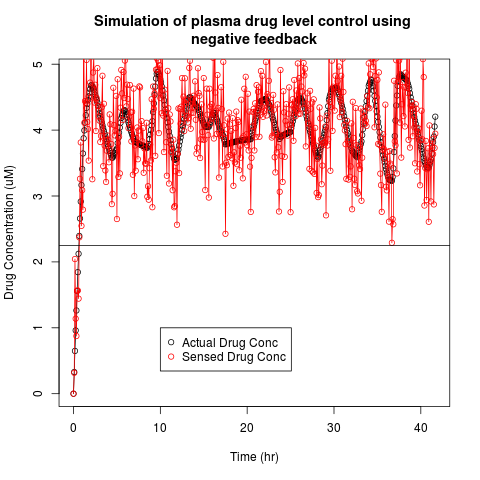 Simulation of plasma drug level control using
negative feedback
Drug Concentration (uM)
5
4
3
2
1
0
Actual Drug Conc
Sensed Drug Conc
0 10 20 30 40
Time (hr)